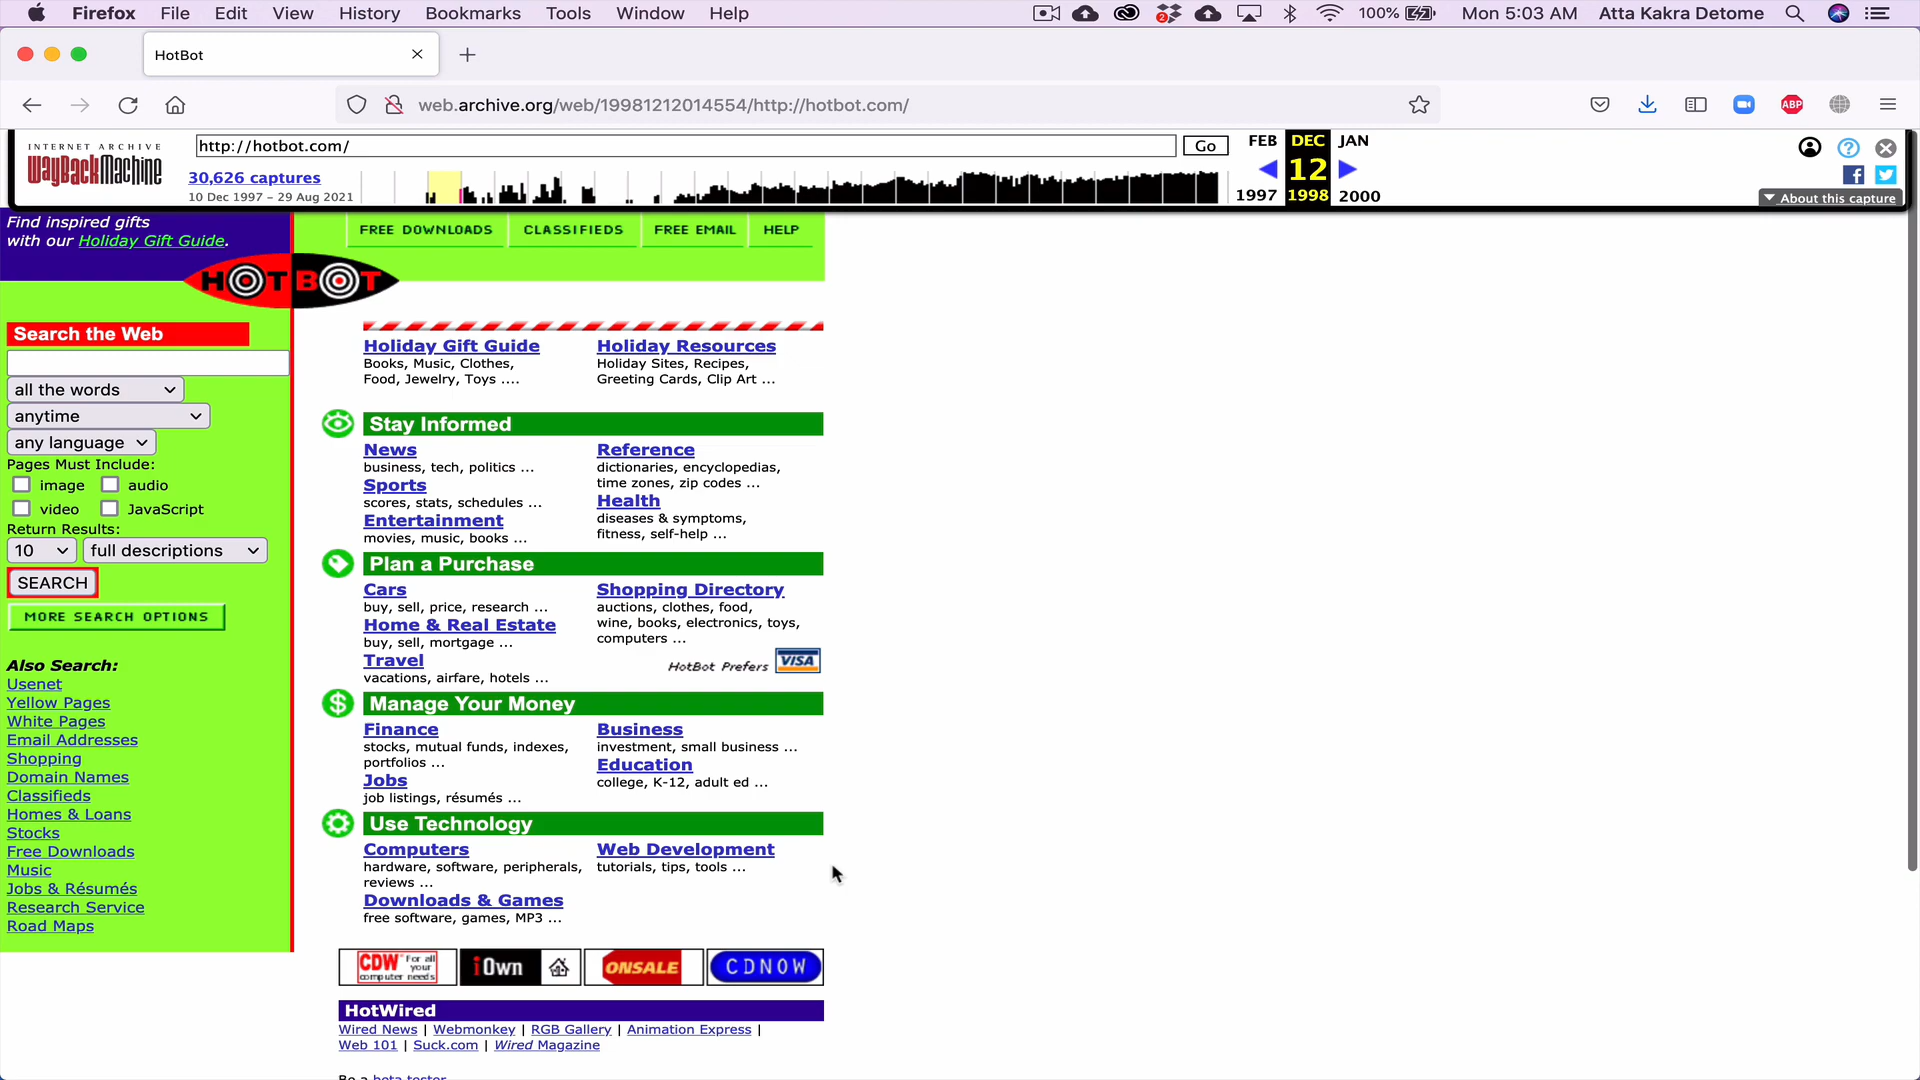 Firefox File Edit View History Bookmarks Tools Window Help
2 100% Mon 5:03 AM Atta Kakra Detome
HotBot
web.archive.org/web/19981212014554/http://hotbot.com/
ABP
INTERNET ARCHIVE
WayBackMachine
http://hotbot.com/
Go
30,626 captures
10 Dec 1997 – 29 Aug 2021
FEB DEC JAN
12
1997 1998 2000
?
About this capture
Find inspired gifts
with our Holiday Gift Guide.
FREE DOWNLOADS CLASSIFIEDS FREE EMAIL HELP
HOTBOT
Search the Web
all the words
anytime
any language
Pages Must Include:
image audio
video JavaScript
Return Results:
10 full descriptions
SEARCH
MORE SEARCH OPTIONS
Also Search:
Usenet
Yellow Pages
White Pages
Email Addresses
Shopping
Domain Names
Classifieds
Homes & Loans
Stocks
Free Downloads
Music
Jobs & Résumés
Research Service
Road Maps
Holiday Gift Guide
Books, Music, Clothes,
Food, Jewelry, Toys ....
Holiday Resources
Holiday Sites, Recipes,
Greeting Cards, Clip Art ...
Stay Informed
News
business, tech, politics ...
Sports
scores, stats, schedules ...
Entertainment
movies, music, books ...
Reference
dictionaries, encyclopedias,
time zones, zip codes ...
Health
diseases & symptoms,
fitness, self-help ...
Plan a Purchase
Cars
buy, sell, price, research ...
Home & Real Estate
buy, sell, mortgage ...
Travel
vacations, airfare, hotels ...
Shopping Directory
auctions, clothes, food,
wine, books, electronics, toys,
computers ...
HotBot Prefers VISA
$ Manage Your Money
Finance
stocks, mutual funds, indexes,
portfolios ...
Jobs
job listings, résumés ...
Business
investment, small business ...
Education
college, K-12, adult ed ...
Use Technology
Computers
hardware, software, peripherals,
reviews ...
Downloads & Games
free software, games, MP3 ...
Web Development
tutorials, tips, tools ...
CDW For all
your
computer needs
iOwn
ONSALE
CDNOW
HotWired
Wired News | Webmonkey | RGB Gallery | Animation Express |
Web 101 | Suck.com | Wired Magazine
Be a beta tester